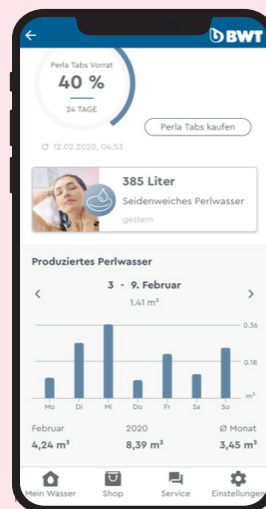 BWT
Perla Tabs Vorrat
40 %
24 TAGE
Perla Tabs kaufen
12.02.2020, 04:53
385 Liter
Seidenweiches Perlwasser
gestern
Produziertes Perlwasser
3 - 9. Februar
1.41 m³
0.36
0.18
m³
Mo Di Mi Do Fr Sa So
Februar 2020 Ø Monat
4,24 m³ 8,39 m³ 3,45 m³
Mein Wasser Shop Service Einstellungen